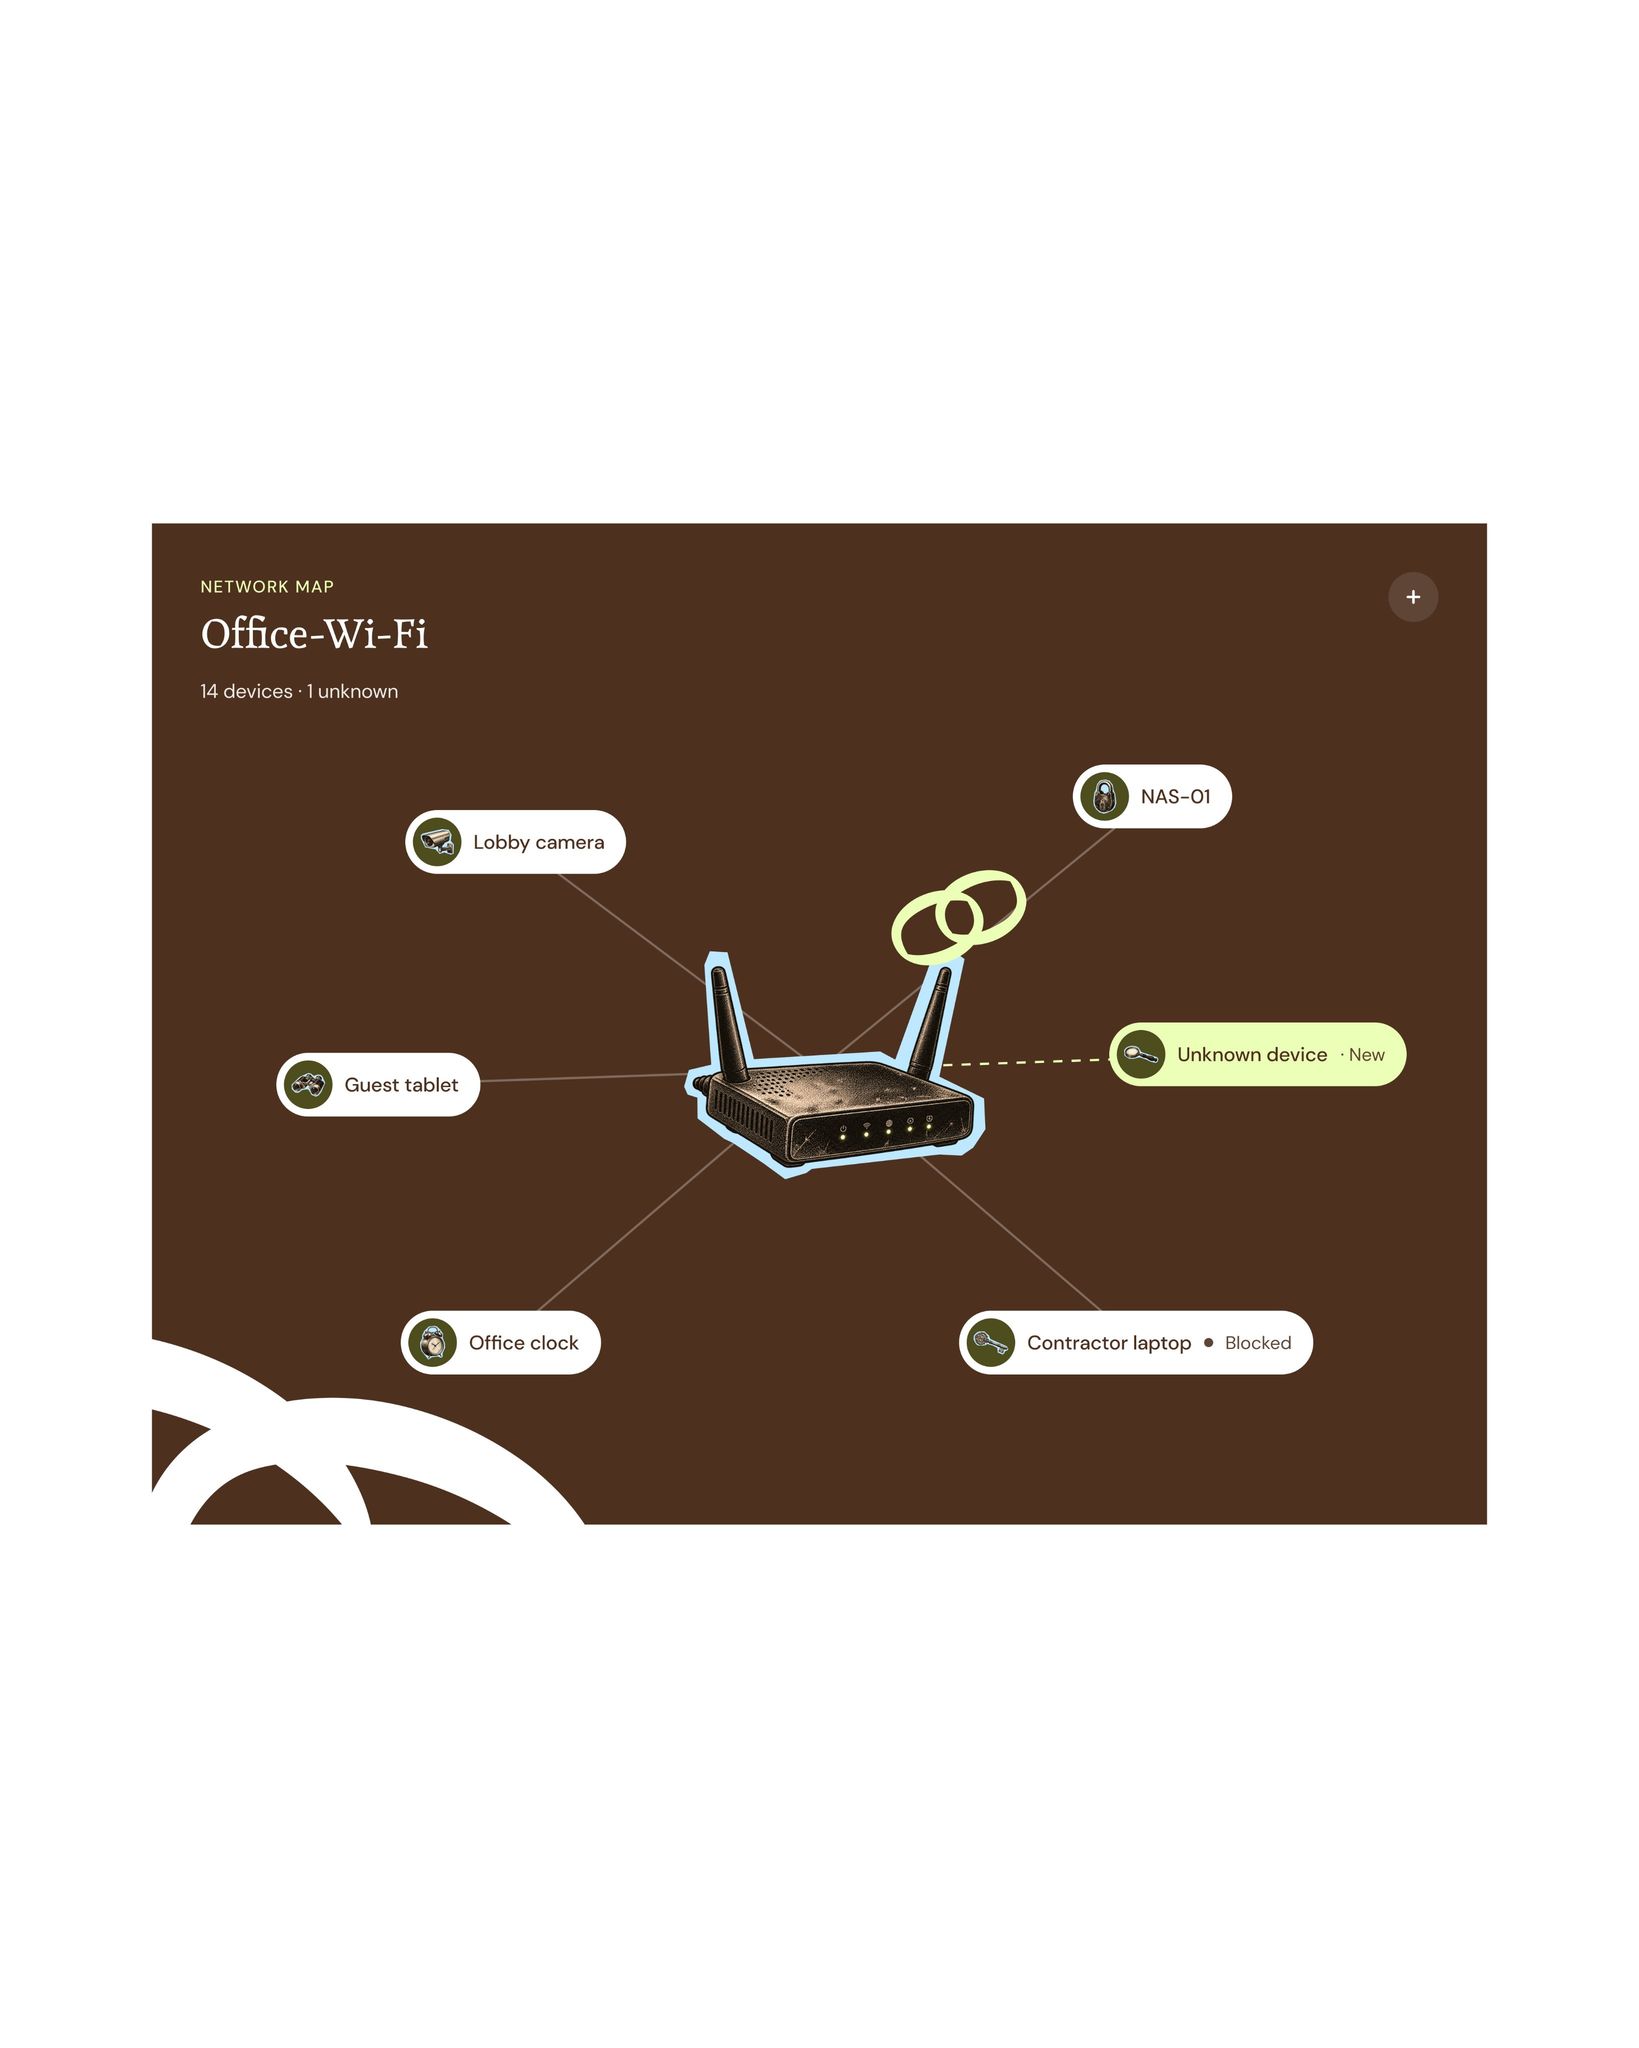 NETWORK MAP
Office-Wi-Fi
14 devices · 1 unknown
NAS-01
Lobby camera
Unknown device · New
Guest tablet
Office clock
Contractor laptop • Blocked